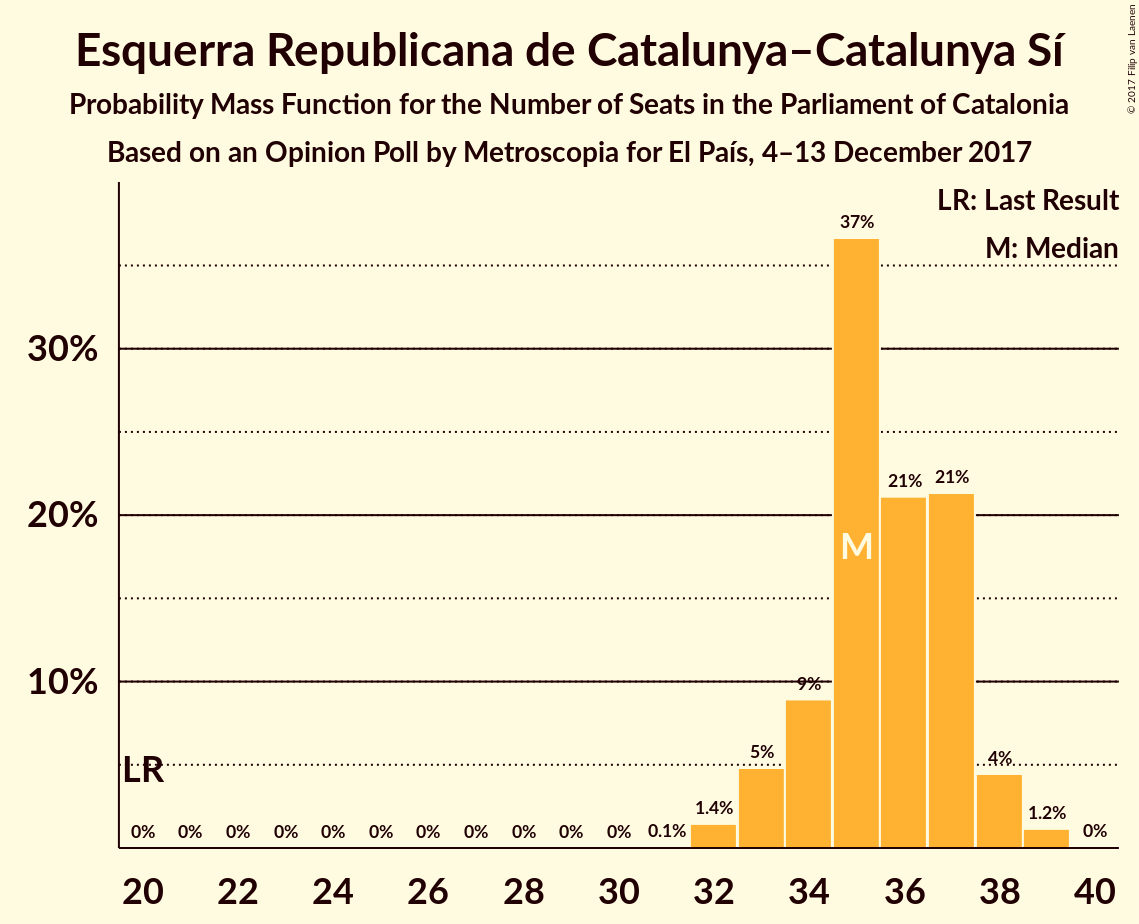 Esquerra Republicana de Catalunya–Catalunya Sí
Probability Mass Function for the Number of Seats in the Parliament of Catalonia
Based on an Opinion Poll by Metroscopia for El País, 4–13 December 2017
© 2017 Filip van Laenen
LR: Last Result
M: Median
37%
30%
21% 21%
20%
M
10%
9%
5% 4%
LR
1.4% 1.2%
0% 0% 0% 0% 0% 0% 0% 0% 0% 0% 0% 0.1% 0%
20 22 24 26 28 30 32 34 36 38 40